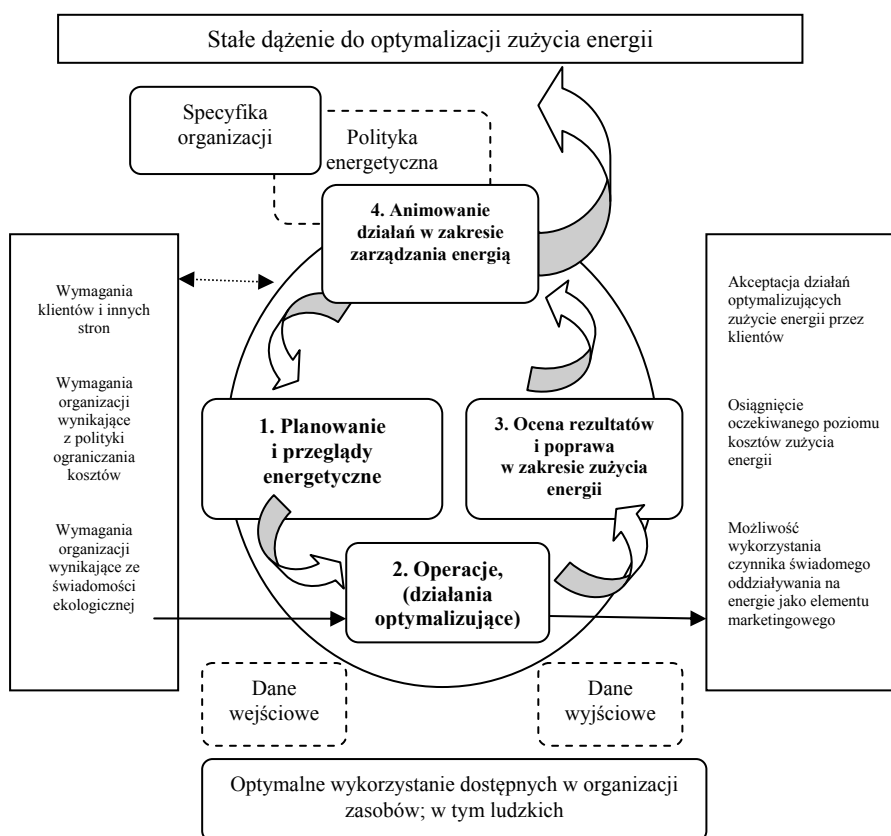 Stałe dążenie do optymalizacji zużycia energii
Specyfika
organizacji
Polityka
energetyczna
4. Animowanie
działań w zakresie
zarządzania energią
Wymagania
klientów i innych
stron
Wymagania
organizacji
wynikające
z polityki
ograniczania
kosztów
Wymagania
organizacji
wynikające ze
świadomości
ekologicznej
1. Planowanie
i przeglądy
energetyczne
2. Operacje,
(działania
optymalizujące)
3. Ocena rezultatów
i poprawa
w zakresie zużycia
energii
Akceptacja działań
optymalizujących
zużycie energii przez
klientów
Osiągnięcie
oczekiwanego poziomu
kosztów zużycia
energii
Możliwość
wykorzystania
czynnika świadomego
oddziaływania na
energie jako elementu
marketingowego
Dane
wejściowe
Dane
wyjściowe
Optymalne wykorzystanie dostępnych w organizacji
zasobów; w tym ludzkich